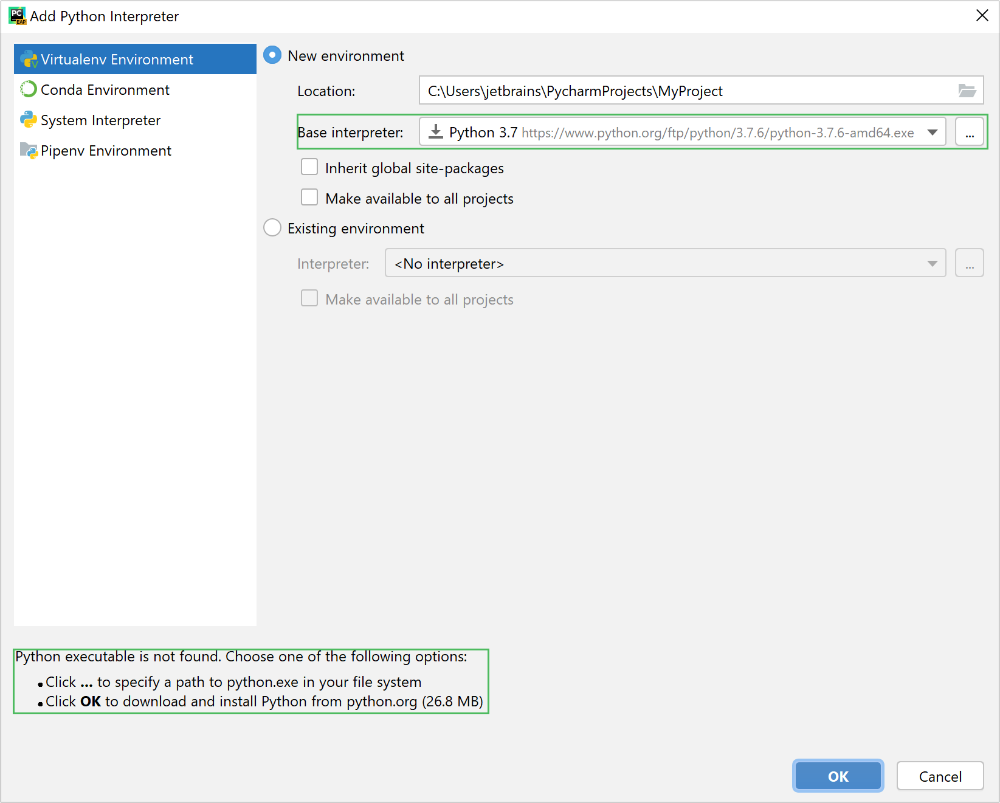 PC
EAP
Add Python Interpreter
Virtualenv Environment
Conda Environment
System Interpreter
Pipenv Environment
New environment
Location: C:\Users\jetbrains\PycharmProjects\MyProject
Base interpreter: Python 3.7 https://www.python.org/ftp/python/3.7.6/python-3.7.6-amd64.exe ...
Inherit global site-packages
Make available to all projects
Existing environment
Interpreter: <No interpreter> ...
Make available to all projects
Python executable is not found. Choose one of the following options:
• Click ... to specify a path to python.exe in your file system
• Click OK to download and install Python from python.org (26.8 MB)
OK Cancel